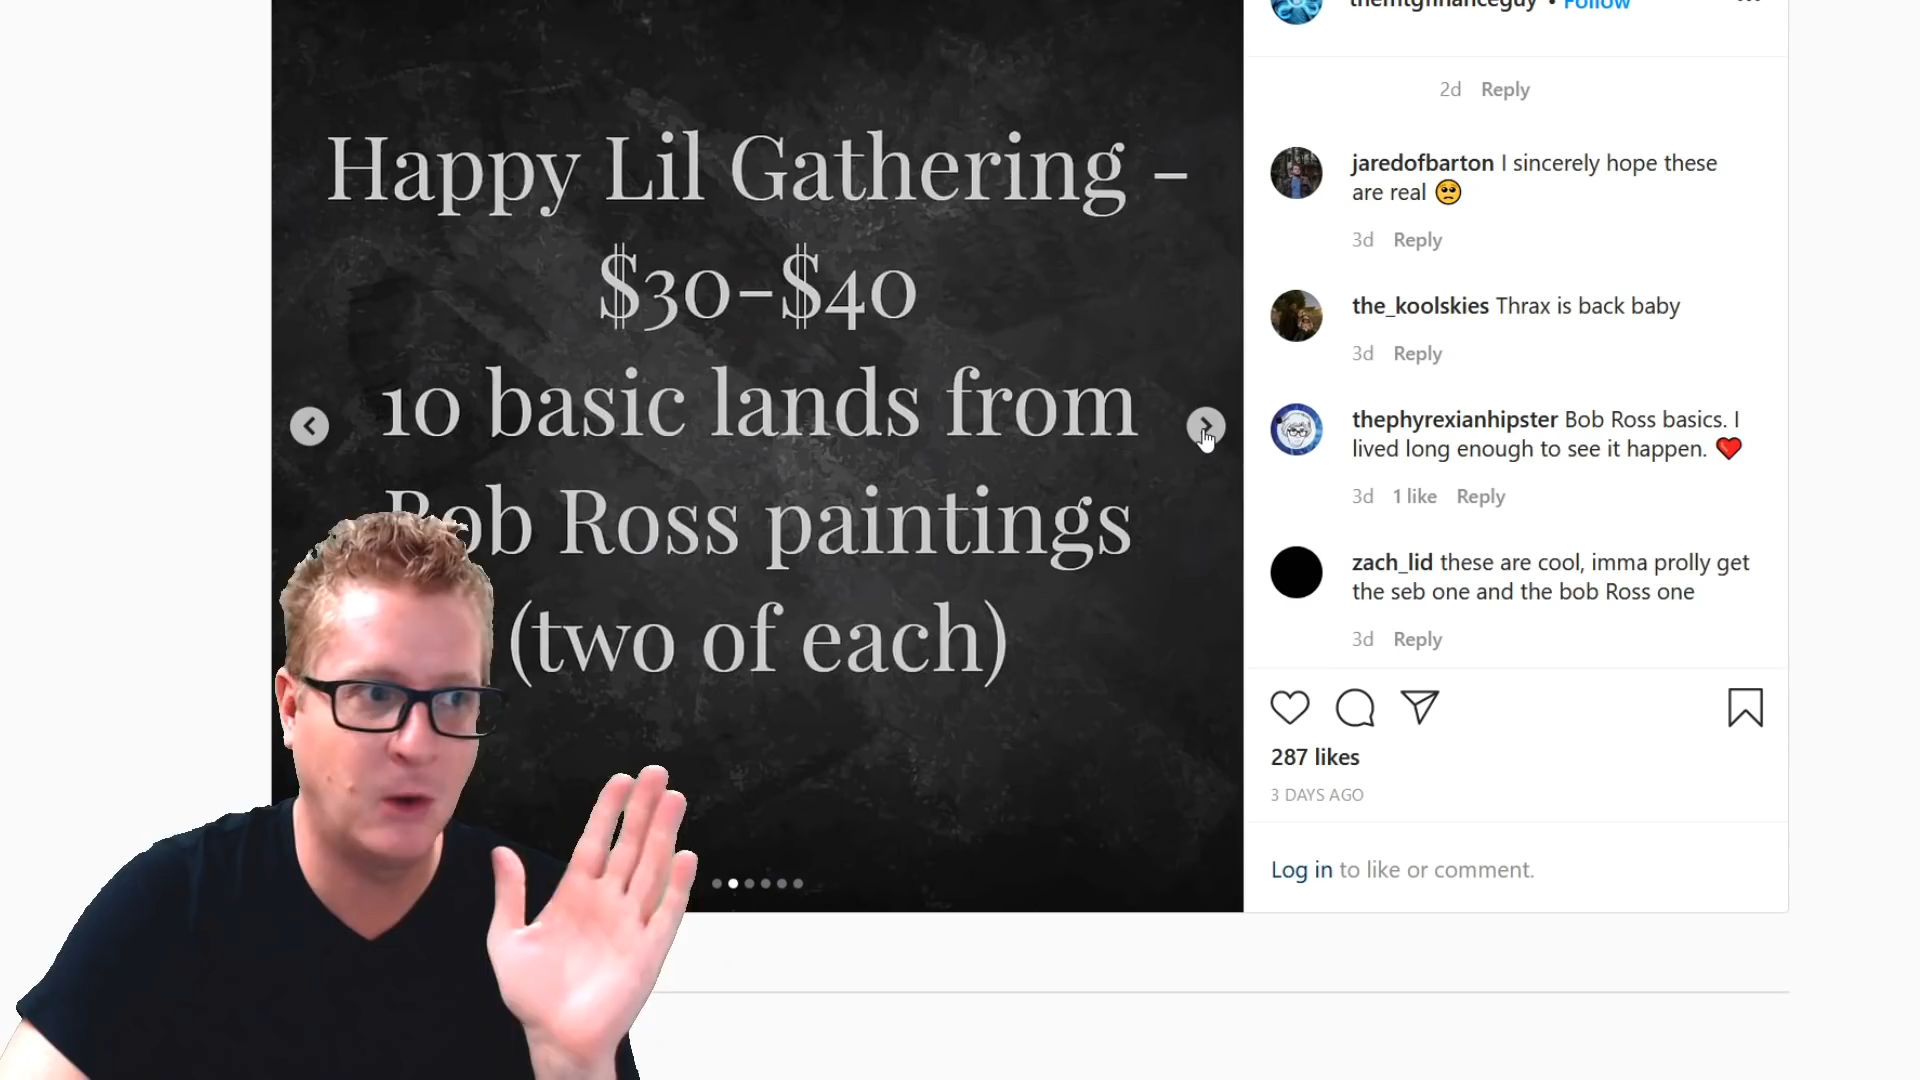 Happy Lil Gathering –
$30–$40
10 basic lands from
Bob Ross paintings
(two of each)
themtgfinanceguy • Follow
2d Reply
jaredofbarton I sincerely hope these
are real 🥺
3d Reply
the_koolskies Thrax is back baby
3d Reply
thephyrexianhipster Bob Ross basics. I
lived long enough to see it happen. ❤️
3d 1 like Reply
zach_lid these are cool, imma prolly get
the seb one and the bob Ross one
3d Reply
287 likes
3 DAYS AGO
Log in to like or comment.